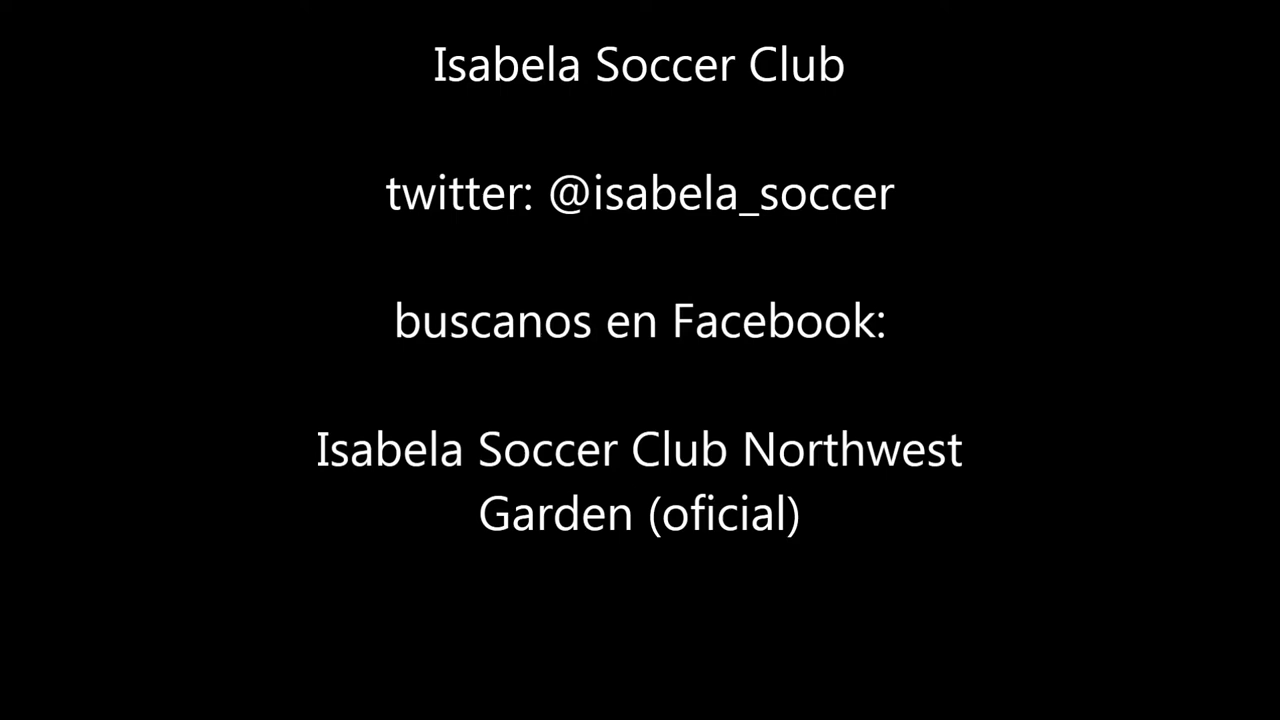 Isabela Soccer Club
twitter: @isabela_soccer
buscanos en Facebook:
Isabela Soccer Club Northwest
Garden (oficial)